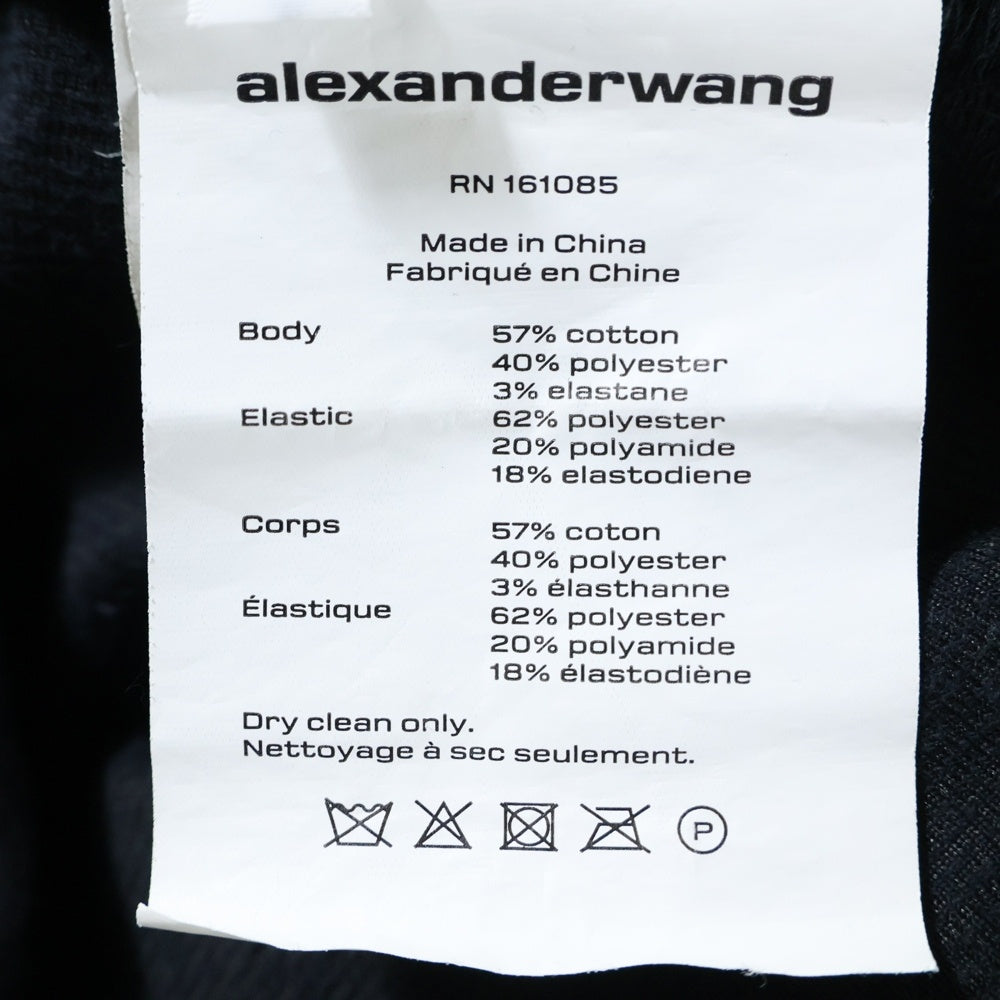 alexanderwang
RN 161085
Made in China
Fabriqué en Chine
Body 57% cotton
40% polyester
3% elastane
Elastic 62% polyester
20% polyamide
18% elastodiene
Corps 57% coton
40% polyester
3% élasthanne
Élastique 62% polyester
20% polyamide
18% élastodiène
Dry clean only.
Nettoyage à sec seulement.
P